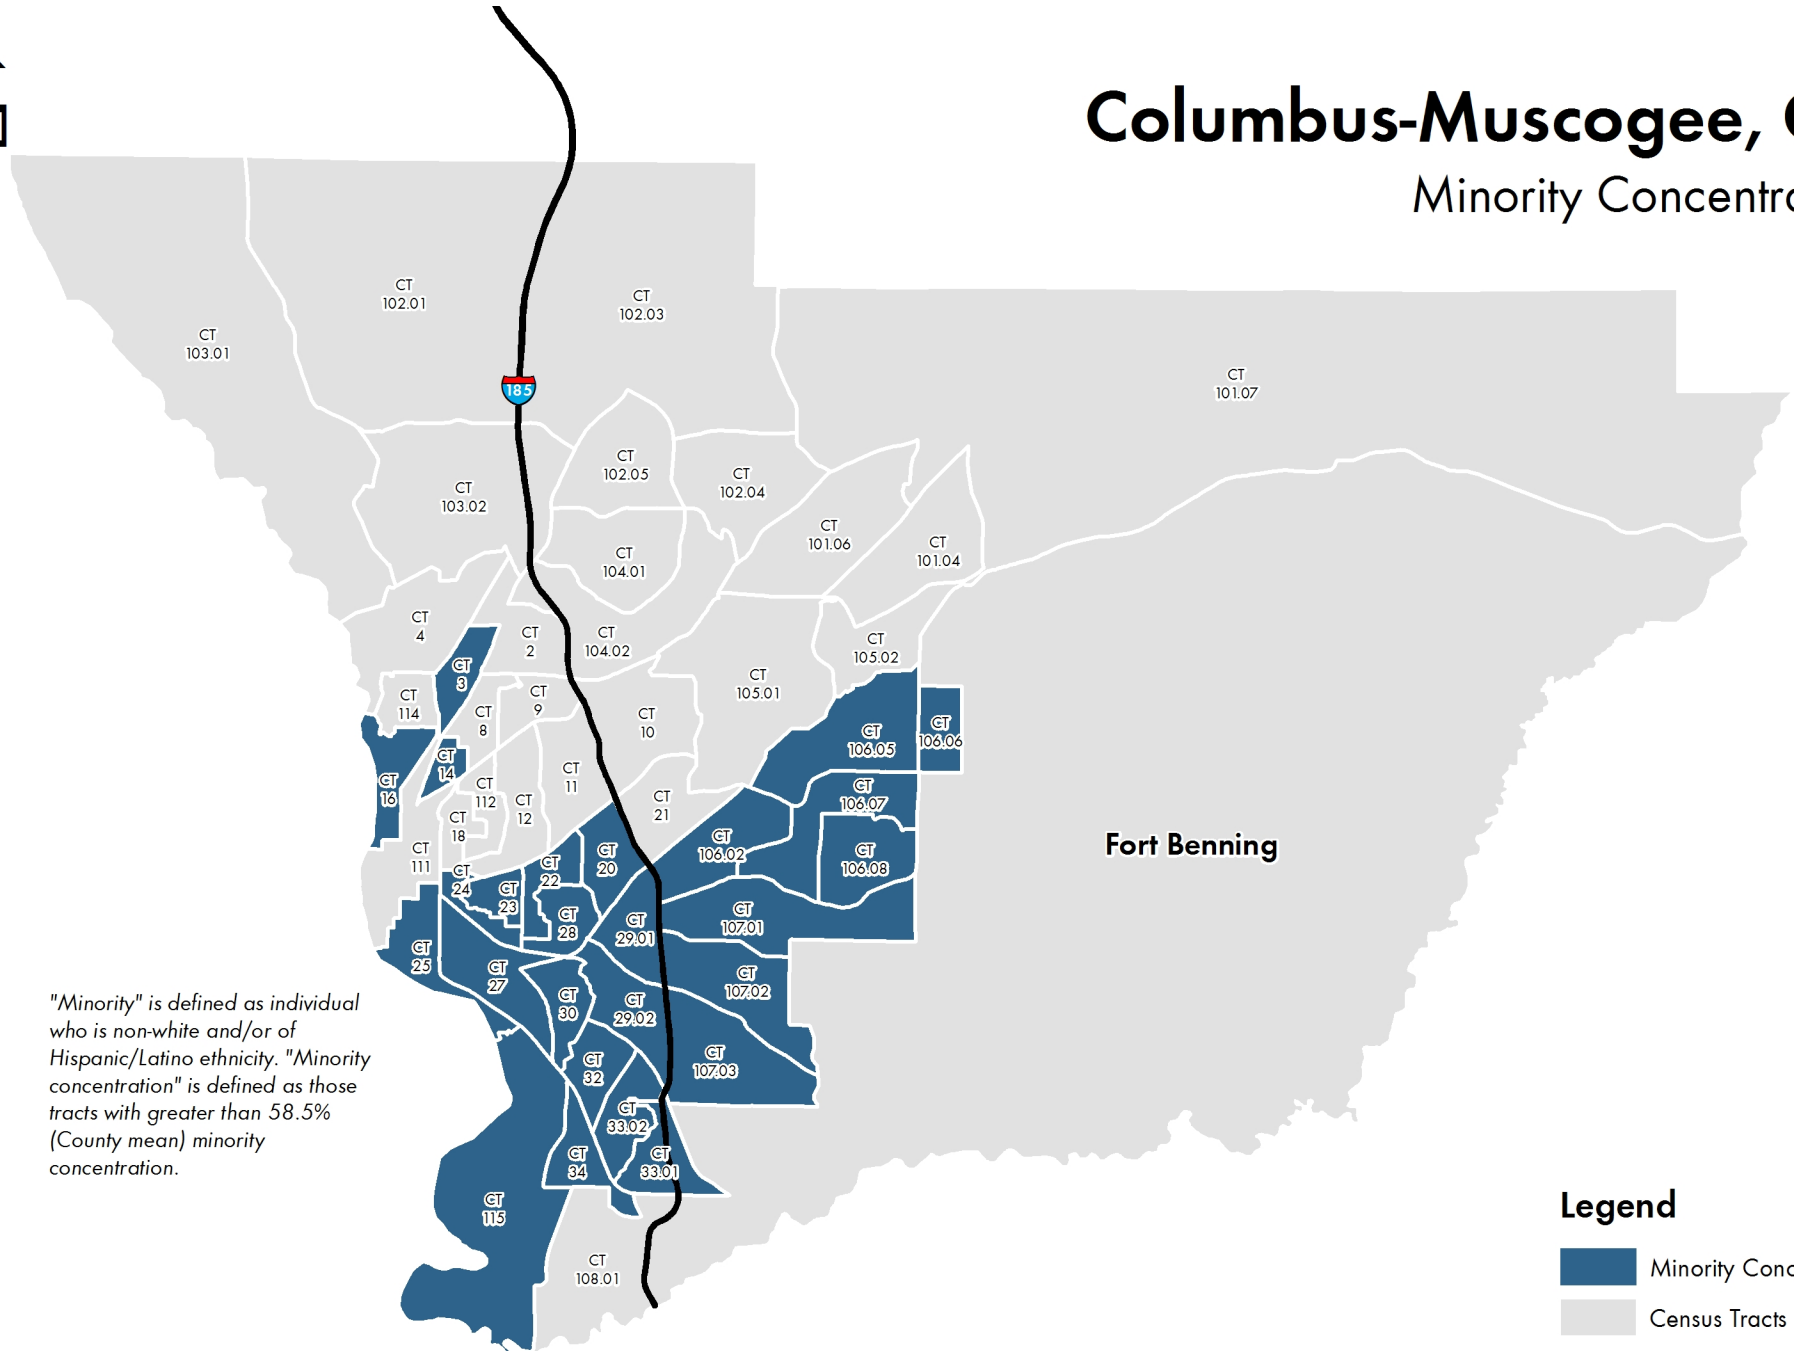 Columbus-Muscogee,
Minority
CT
102.01
CT
102.03
CT
103.01
CT
101.07
185
CT
102.05
CT
102.04
CT
103.02
CT
101.06
CT
101.04
CT
104.01
CT
4
CT
2
CT
104.02
CT
105.02
CT
3
CT
105.01
CT
114
CT
9
CT
8
CT
10
CT
106.05
CT
106.06
CT
14
CT
16
CT
112
CT
11
CT
12
CT
21
CT
106.07
CT
18
CT
111
CT
106.02
CT
20
CT
106.08
Fort Benning
CT
24
CT
22
CT
23
CT
28
CT
29.01
CT
107.01
CT
25
CT
27
CT
107.02
CT
30
CT
29.02
"Minority" is defined as individual
who is non-white and/or of
Hispanic/Latino ethnicity. "Minority
concentration" is defined as those
tracts with greater than 58.5%
(County mean) minority
concentration.
CT
32
CT
107.03
CT
33.02
CT
34
CT
33.01
CT
115
CT
108.01
Legend
Minority
Census Tracts